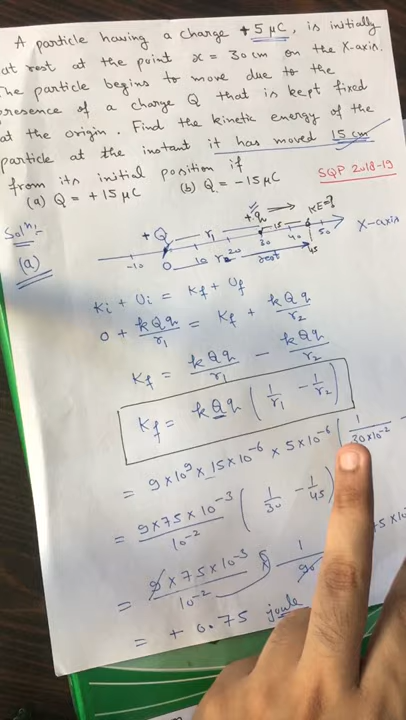 A particle having a charge +5 μC, is initially
at rest at the point x = 30 cm on the X-axis.
The particle begins to move due to the
presence of a charge Q that is kept fixed
at the origin. Find the kinetic energy of the
particle at the instant it has moved 15 cm
from its initial position if
(a) Q = +15 μC (b) Q = -15 μC
SQP 2018-19
Soln:-
(a)
+Q r₁ +q 15 KE=?
-10 0 10 20 30 40 50 X-axis
r₂ rest 45
Ki + Ui = Kf + Uf
0 + kQq/r₁ = Kf + kQq/r₂
Kf = kQq/r₁ - kQq/r₂
Kf = kQq (1/r₁ - 1/r₂)
= 9×10⁹ × 15×10⁻⁶ × 5×10⁻⁶ (1/30×10⁻² -
= 9×75×10⁻³/10⁻² (1/30 - 1/45)
= 9×75×10⁻³/10⁻² × 1/90
= + 0.75 joule